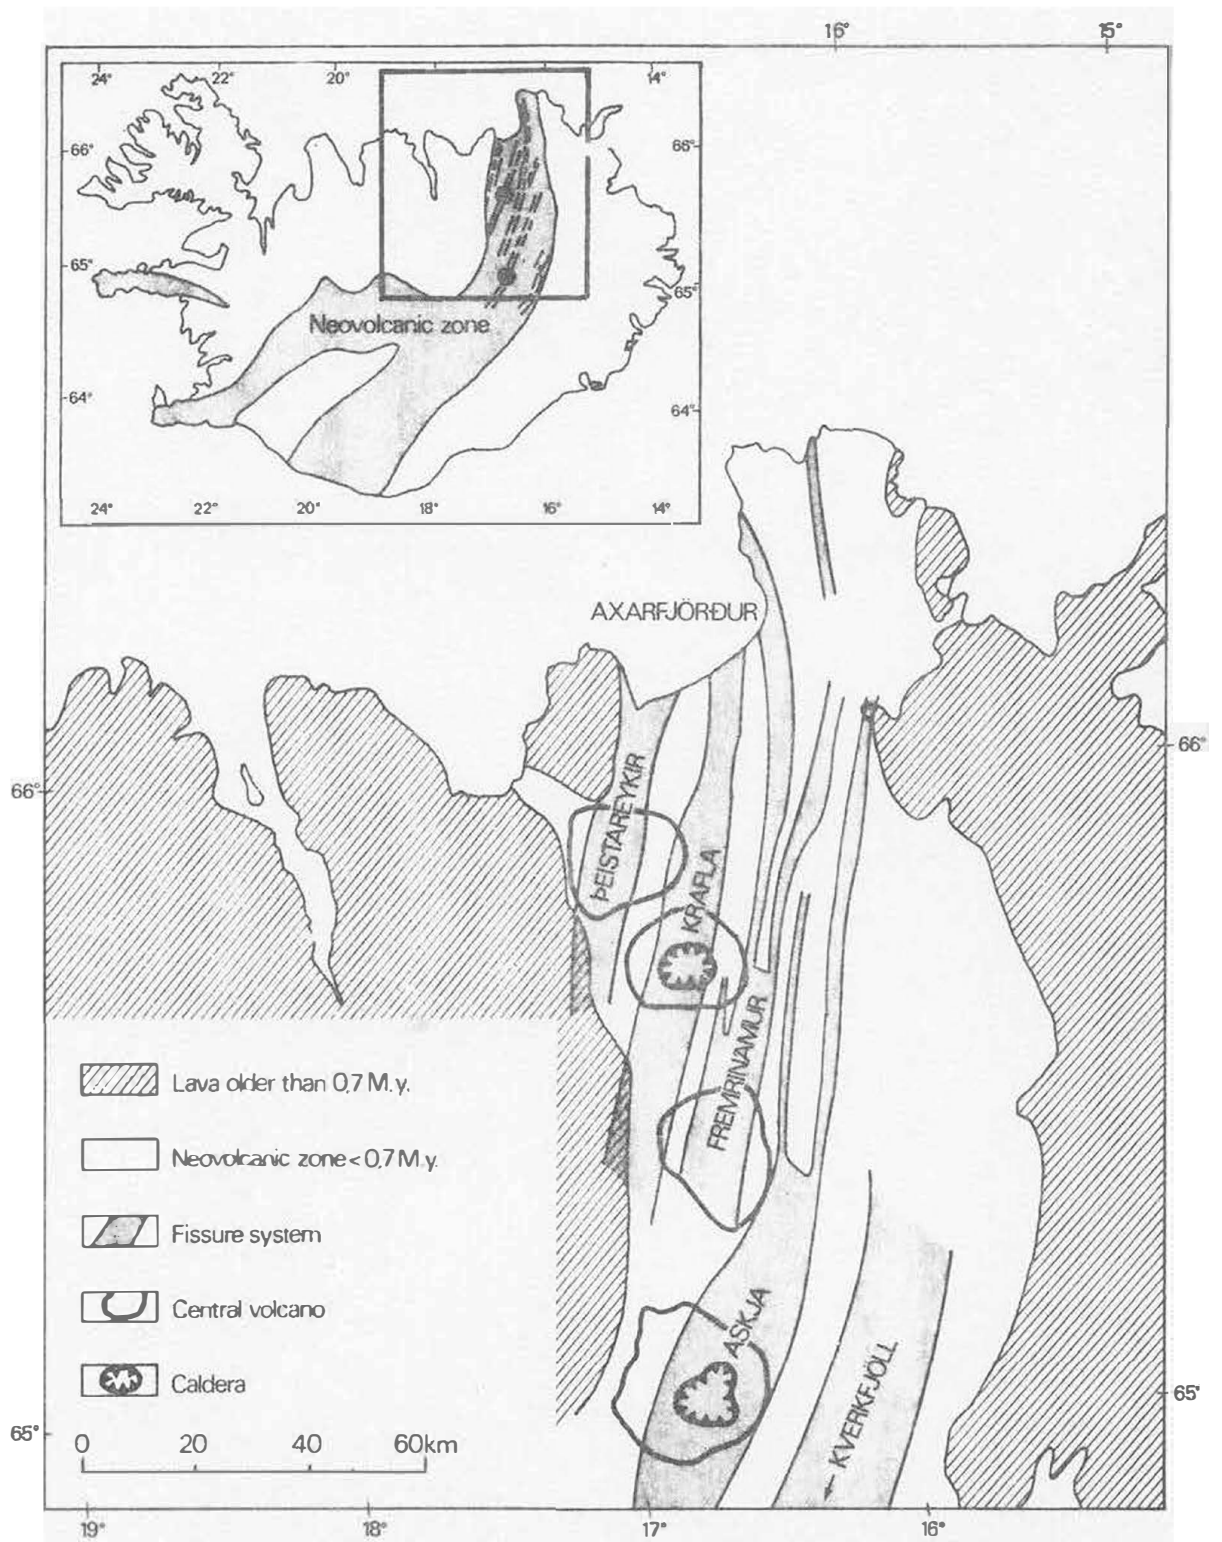 16° 15°
24° 22° 20° 14°
66° 66°
65° 65°
Neovolcanic zone
64° 64°
24° 22° 20° 18° 16° 14°
AXARFJÖRÐUR
66° 66°
ÞEISTAREYKIR
KRAFLA
FREMRINAMUR
ASKJA
KVERKFJÖLL
Lava older than 0,7 M.y.
Neovolcanic zone < 0,7 M.y.
Fissure system
Central volcano
Caldera
65° 65°
0 20 40 60km
19° 18° 17° 16°